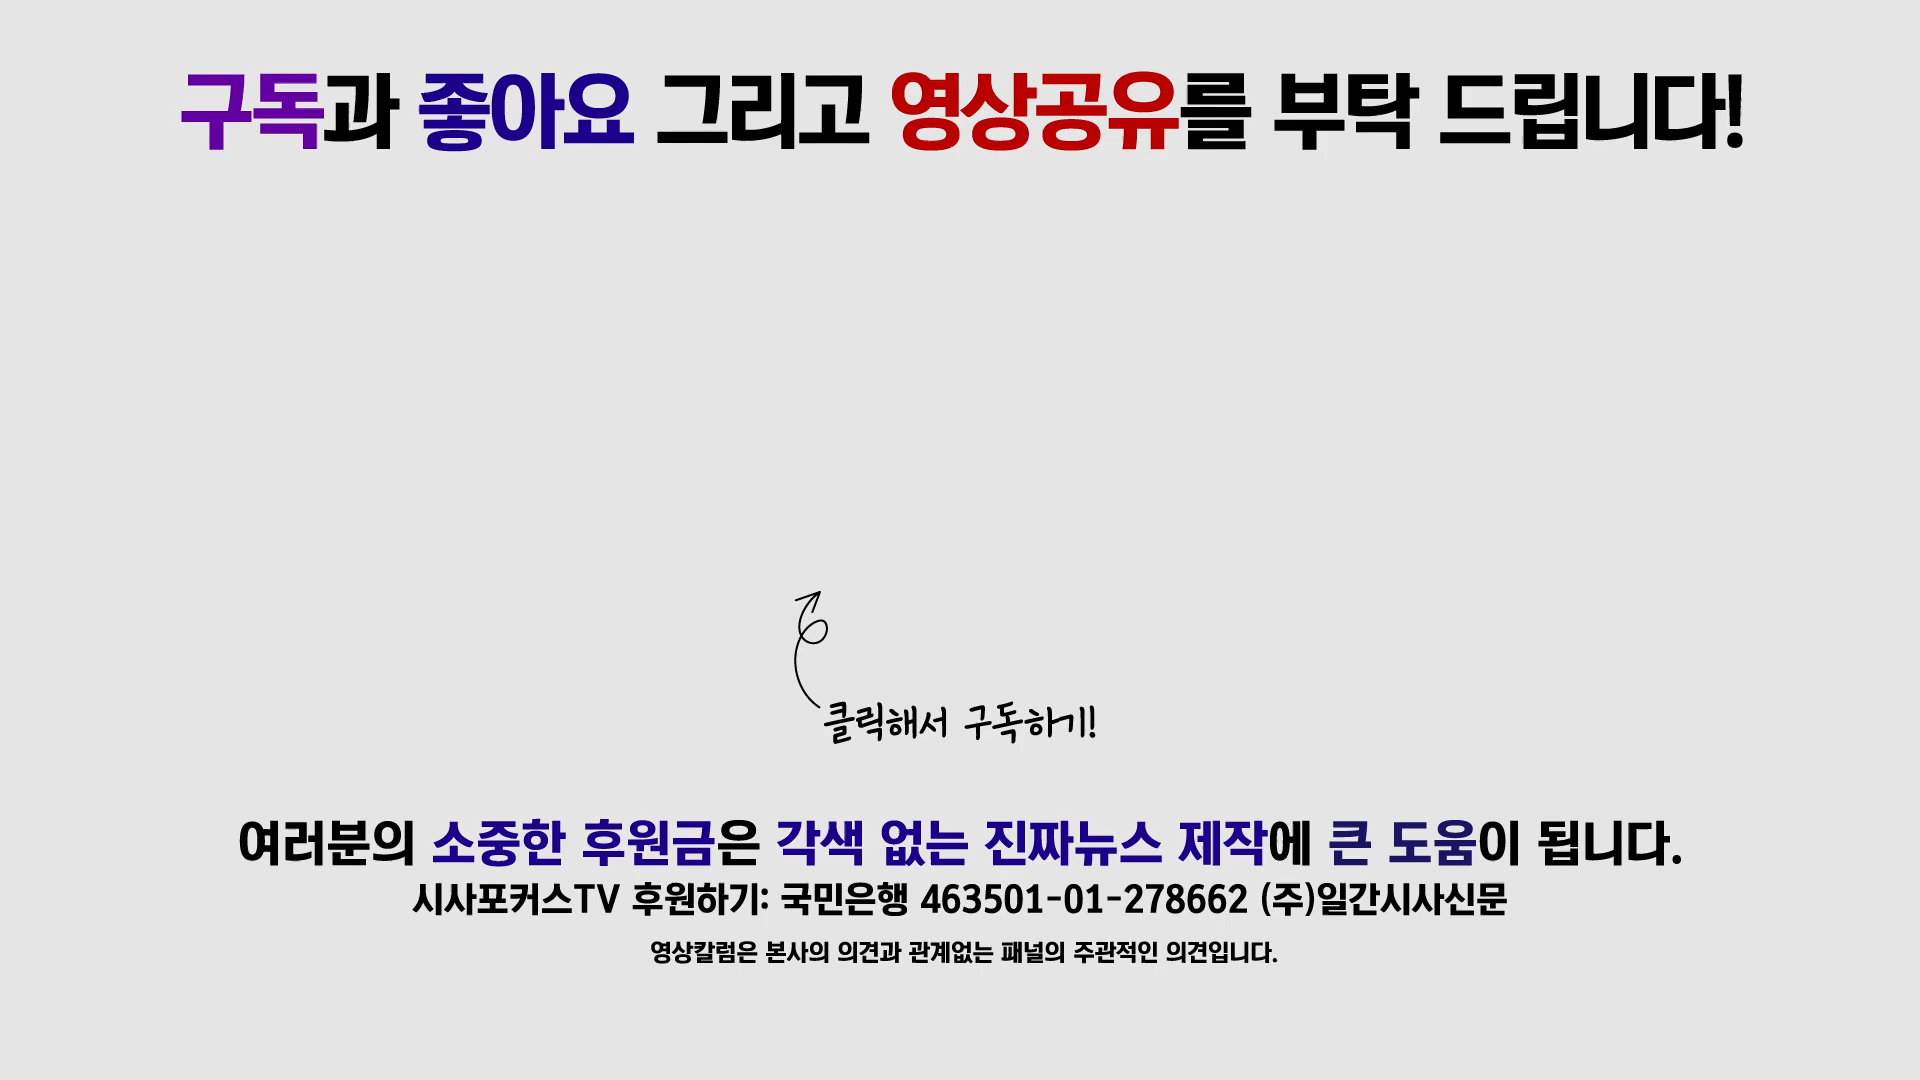 구독과 좋아요 그리고 영상공유를 부탁 드립니다!
클릭해서 구독하기!
여러분의 소중한 후원금은 각색 없는 진짜뉴스 제작에 큰 도움이 됩니다.
시사포커스TV 후원하기: 국민은행 463501-01-278662 (주)일간시사신문
영상칼럼은 본사의 의견과 관계없는 패널의 주관적인 의견입니다.